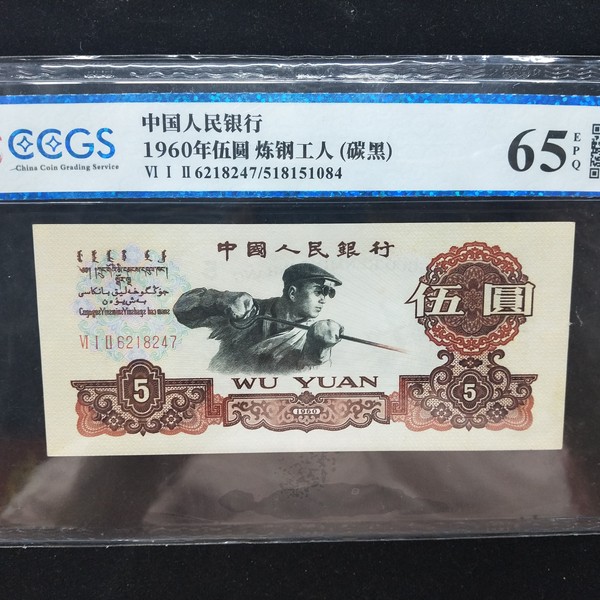 CCGS
China Coin Grading Service
中国人民银行
1960年伍圆 炼钢工人 (碳黑)
Ⅵ Ⅰ Ⅱ 6218247/518151084
65
EPQ
中國人民銀行
伍圓
Ⅵ Ⅰ Ⅱ 6218247
5
WU YUAN
1960
5